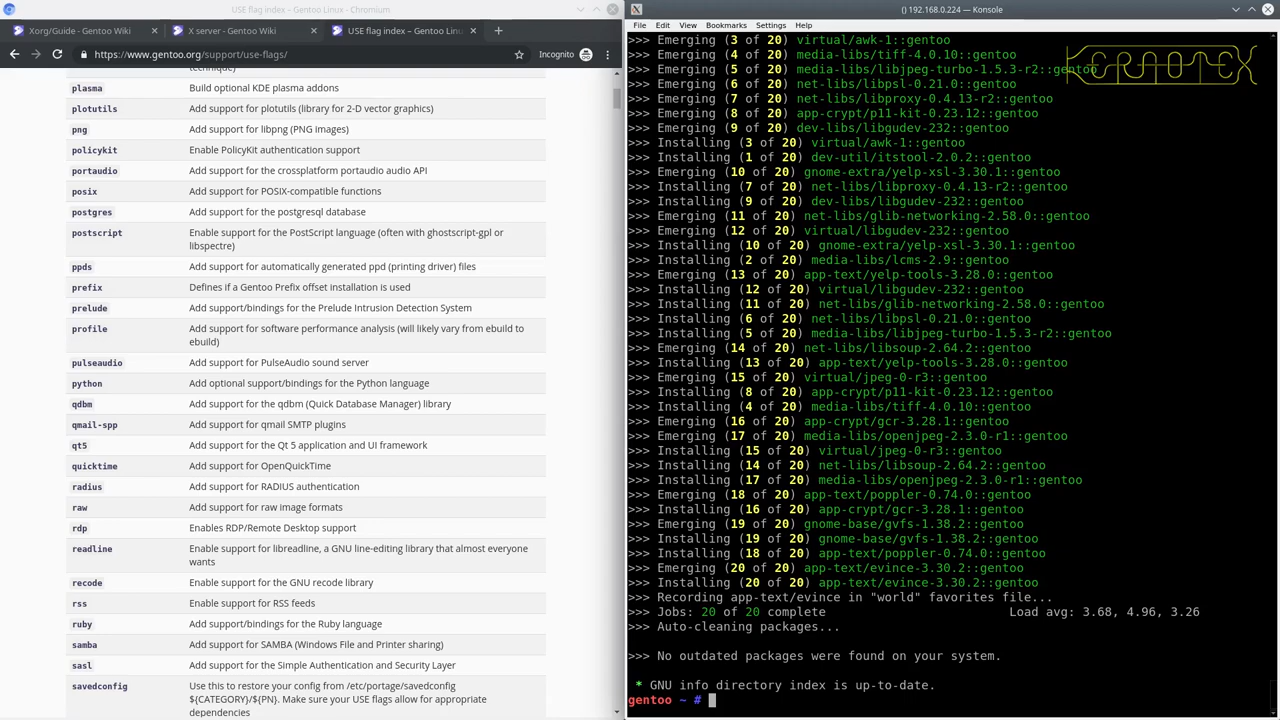 USE flag index – Gentoo Linux - Chromium
Xorg/Guide - Gentoo Wiki
X server - Gentoo Wiki
USE flag index – Gentoo Linu
https://www.gentoo.org/support/use-flags/
Incognito
technique)
plasma Build optional KDE plasma addons
plotutils Add support for plotutils (library for 2-D vector graphics)
png Add support for libpng (PNG images)
policykit Enable PolicyKit authentication support
portaudio Add support for the crossplatform portaudio audio API
posix Add support for POSIX-compatible functions
postgres Add support for the postgresql database
postscript Enable support for the PostScript language (often with ghostscript-gpl or
libspectre)
ppds Add support for automatically generated ppd (printing driver) files
prefix Defines if a Gentoo Prefix offset installation is used
prelude Add support/bindings for the Prelude Intrusion Detection System
profile Add support for software performance analysis (will likely vary from ebuild to
ebuild)
pulseaudio Add support for PulseAudio sound server
python Add optional support/bindings for the Python language
qdbm Add support for the qdbm (Quick Database Manager) library
qmail-spp Add support for qmail SMTP plugins
qt5 Add support for the Qt 5 application and UI framework
quicktime Add support for OpenQuickTime
radius Add support for RADIUS authentication
raw Add support for raw image formats
rdp Enables RDP/Remote Desktop support
readline Enable support for libreadline, a GNU line-editing library that almost everyone
wants
recode Enable support for the GNU recode library
rss Enable support for RSS feeds
ruby Add support/bindings for the Ruby language
samba Add support for SAMBA (Windows File and Printer sharing)
sasl Add support for the Simple Authentication and Security Layer
savedconfig Use this to restore your config from /etc/portage/savedconfig
${CATEGORY}/${PN}. Make sure your USE flags allow for appropriate
dependencies
() 192.168.0.224 — Konsole
File Edit View Bookmarks Settings Help
>>> Emerging (3 of 20) virtual/awk-1::gentoo
>>> Emerging (4 of 20) media-libs/tiff-4.0.10::gentoo
>>> Emerging (5 of 20) media-libs/libjpeg-turbo-1.5.3-r2::gentoo
>>> Emerging (6 of 20) net-libs/libpsl-0.21.0::gentoo
>>> Emerging (7 of 20) net-libs/libproxy-0.4.13-r2::gentoo
>>> Emerging (8 of 20) app-crypt/p11-kit-0.23.12::gentoo
>>> Emerging (9 of 20) dev-libs/libgudev-232::gentoo
>>> Installing (3 of 20) virtual/awk-1::gentoo
>>> Installing (1 of 20) dev-util/itstool-2.0.2::gentoo
>>> Emerging (10 of 20) gnome-extra/yelp-xsl-3.30.1::gentoo
>>> Installing (7 of 20) net-libs/libproxy-0.4.13-r2::gentoo
>>> Installing (9 of 20) dev-libs/libgudev-232::gentoo
>>> Emerging (11 of 20) net-libs/glib-networking-2.58.0::gentoo
>>> Emerging (12 of 20) virtual/libgudev-232::gentoo
>>> Installing (10 of 20) gnome-extra/yelp-xsl-3.30.1::gentoo
>>> Installing (2 of 20) media-libs/lcms-2.9::gentoo
>>> Emerging (13 of 20) app-text/yelp-tools-3.28.0::gentoo
>>> Installing (12 of 20) virtual/libgudev-232::gentoo
>>> Installing (11 of 20) net-libs/glib-networking-2.58.0::gentoo
>>> Installing (6 of 20) net-libs/libpsl-0.21.0::gentoo
>>> Installing (5 of 20) media-libs/libjpeg-turbo-1.5.3-r2::gentoo
>>> Emerging (14 of 20) net-libs/libsoup-2.64.2::gentoo
>>> Installing (13 of 20) app-text/yelp-tools-3.28.0::gentoo
>>> Emerging (15 of 20) virtual/jpeg-0-r3::gentoo
>>> Installing (8 of 20) app-crypt/p11-kit-0.23.12::gentoo
>>> Installing (4 of 20) media-libs/tiff-4.0.10::gentoo
>>> Emerging (16 of 20) app-crypt/gcr-3.28.1::gentoo
>>> Emerging (17 of 20) media-libs/openjpeg-2.3.0-r1::gentoo
>>> Installing (15 of 20) virtual/jpeg-0-r3::gentoo
>>> Installing (14 of 20) net-libs/libsoup-2.64.2::gentoo
>>> Installing (17 of 20) media-libs/openjpeg-2.3.0-r1::gentoo
>>> Emerging (18 of 20) app-text/poppler-0.74.0::gentoo
>>> Installing (16 of 20) app-crypt/gcr-3.28.1::gentoo
>>> Emerging (19 of 20) gnome-base/gvfs-1.38.2::gentoo
>>> Installing (19 of 20) gnome-base/gvfs-1.38.2::gentoo
>>> Installing (18 of 20) app-text/poppler-0.74.0::gentoo
>>> Emerging (20 of 20) app-text/evince-3.30.2::gentoo
>>> Installing (20 of 20) app-text/evince-3.30.2::gentoo
>>> Recording app-text/evince in "world" favorites file...
>>> Jobs: 20 of 20 complete Load avg: 3.68, 4.96, 3.26
>>> Auto-cleaning packages...
>>> No outdated packages were found on your system.
* GNU info directory index is up-to-date.
gentoo ~ #